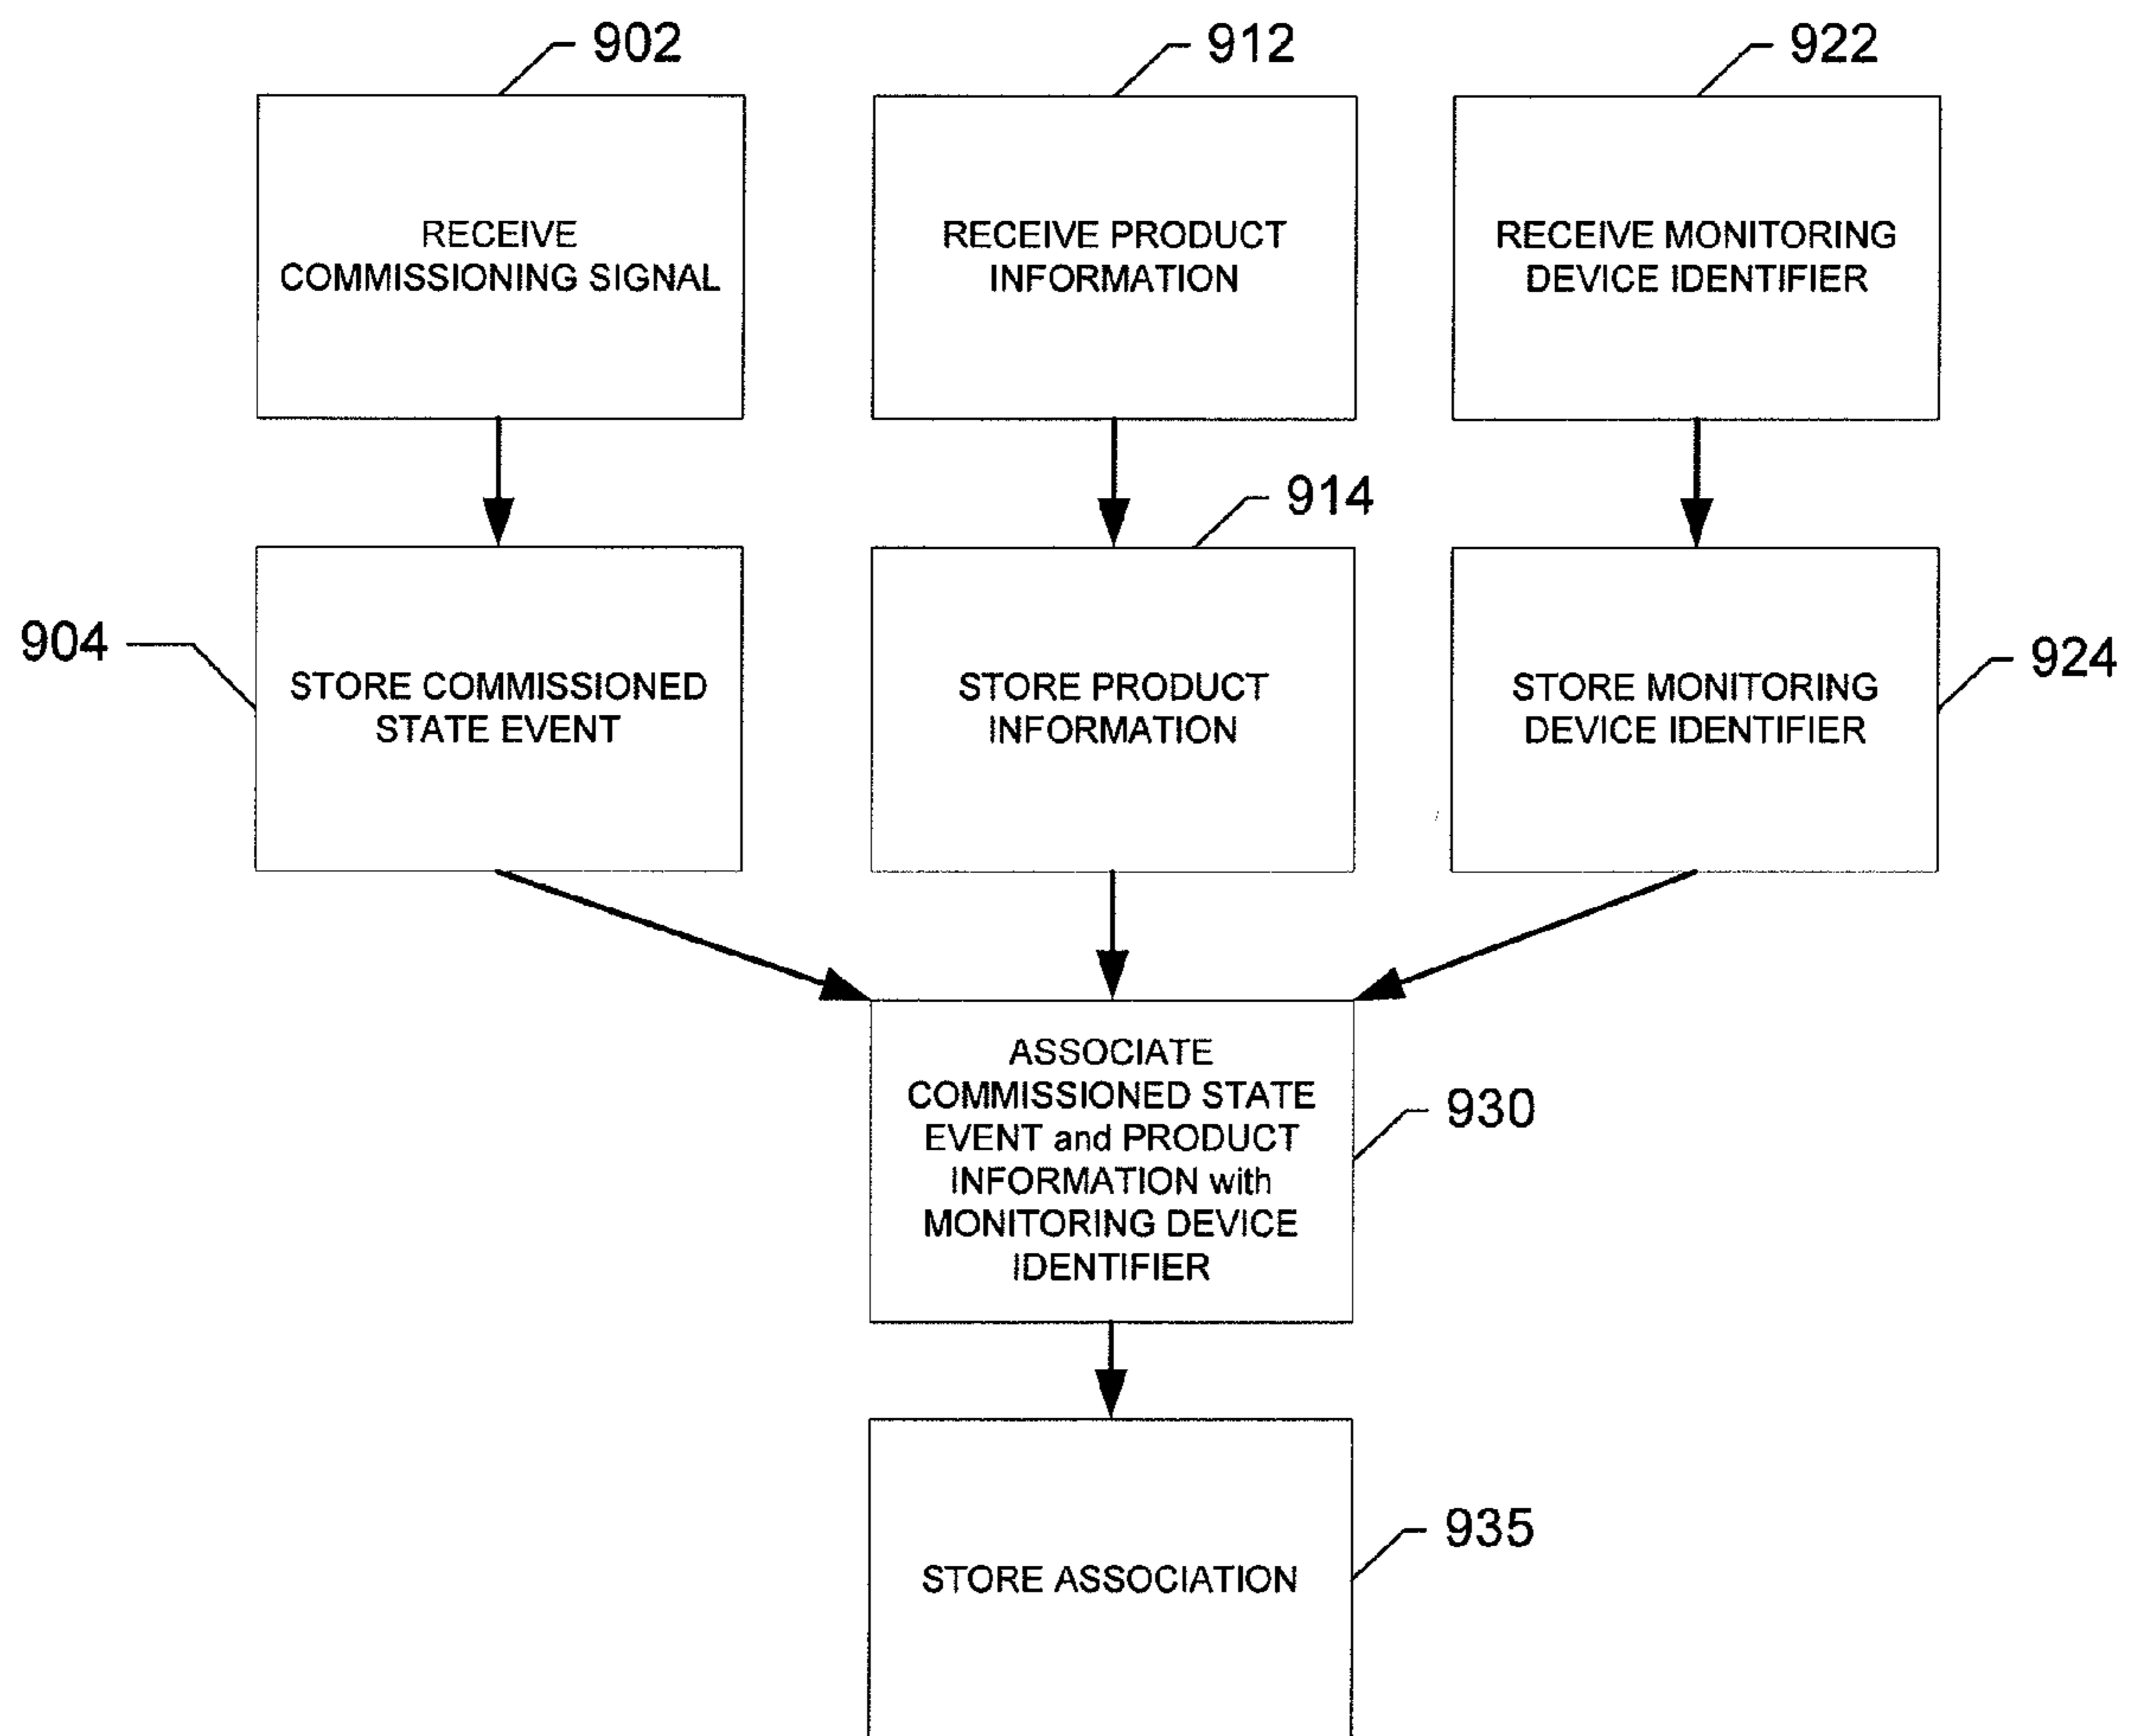 902
912
922
RECEIVE
COMMISSIONING SIGNAL
RECEIVE PRODUCT
INFORMATION
RECEIVE MONITORING
DEVICE IDENTIFIER
914
904
STORE COMMISSIONED
STATE EVENT
STORE PRODUCT
INFORMATION
STORE MONITORING
DEVICE IDENTIFIER
924
ASSOCIATE
COMMISSIONED STATE
EVENT and PRODUCT
INFORMATION with
MONITORING DEVICE
IDENTIFIER
930
STORE ASSOCIATION
935